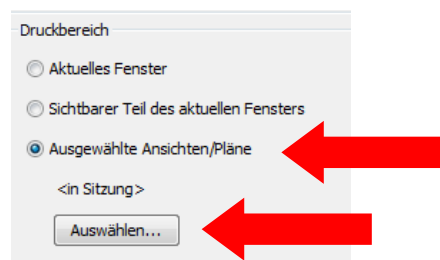 Druckbereich
Aktuelles Fenster
Sichtbarer Teil des aktuellen Fensters
Ausgewählte Ansichten/Pläne
<in Sitzung>
Auswählen...